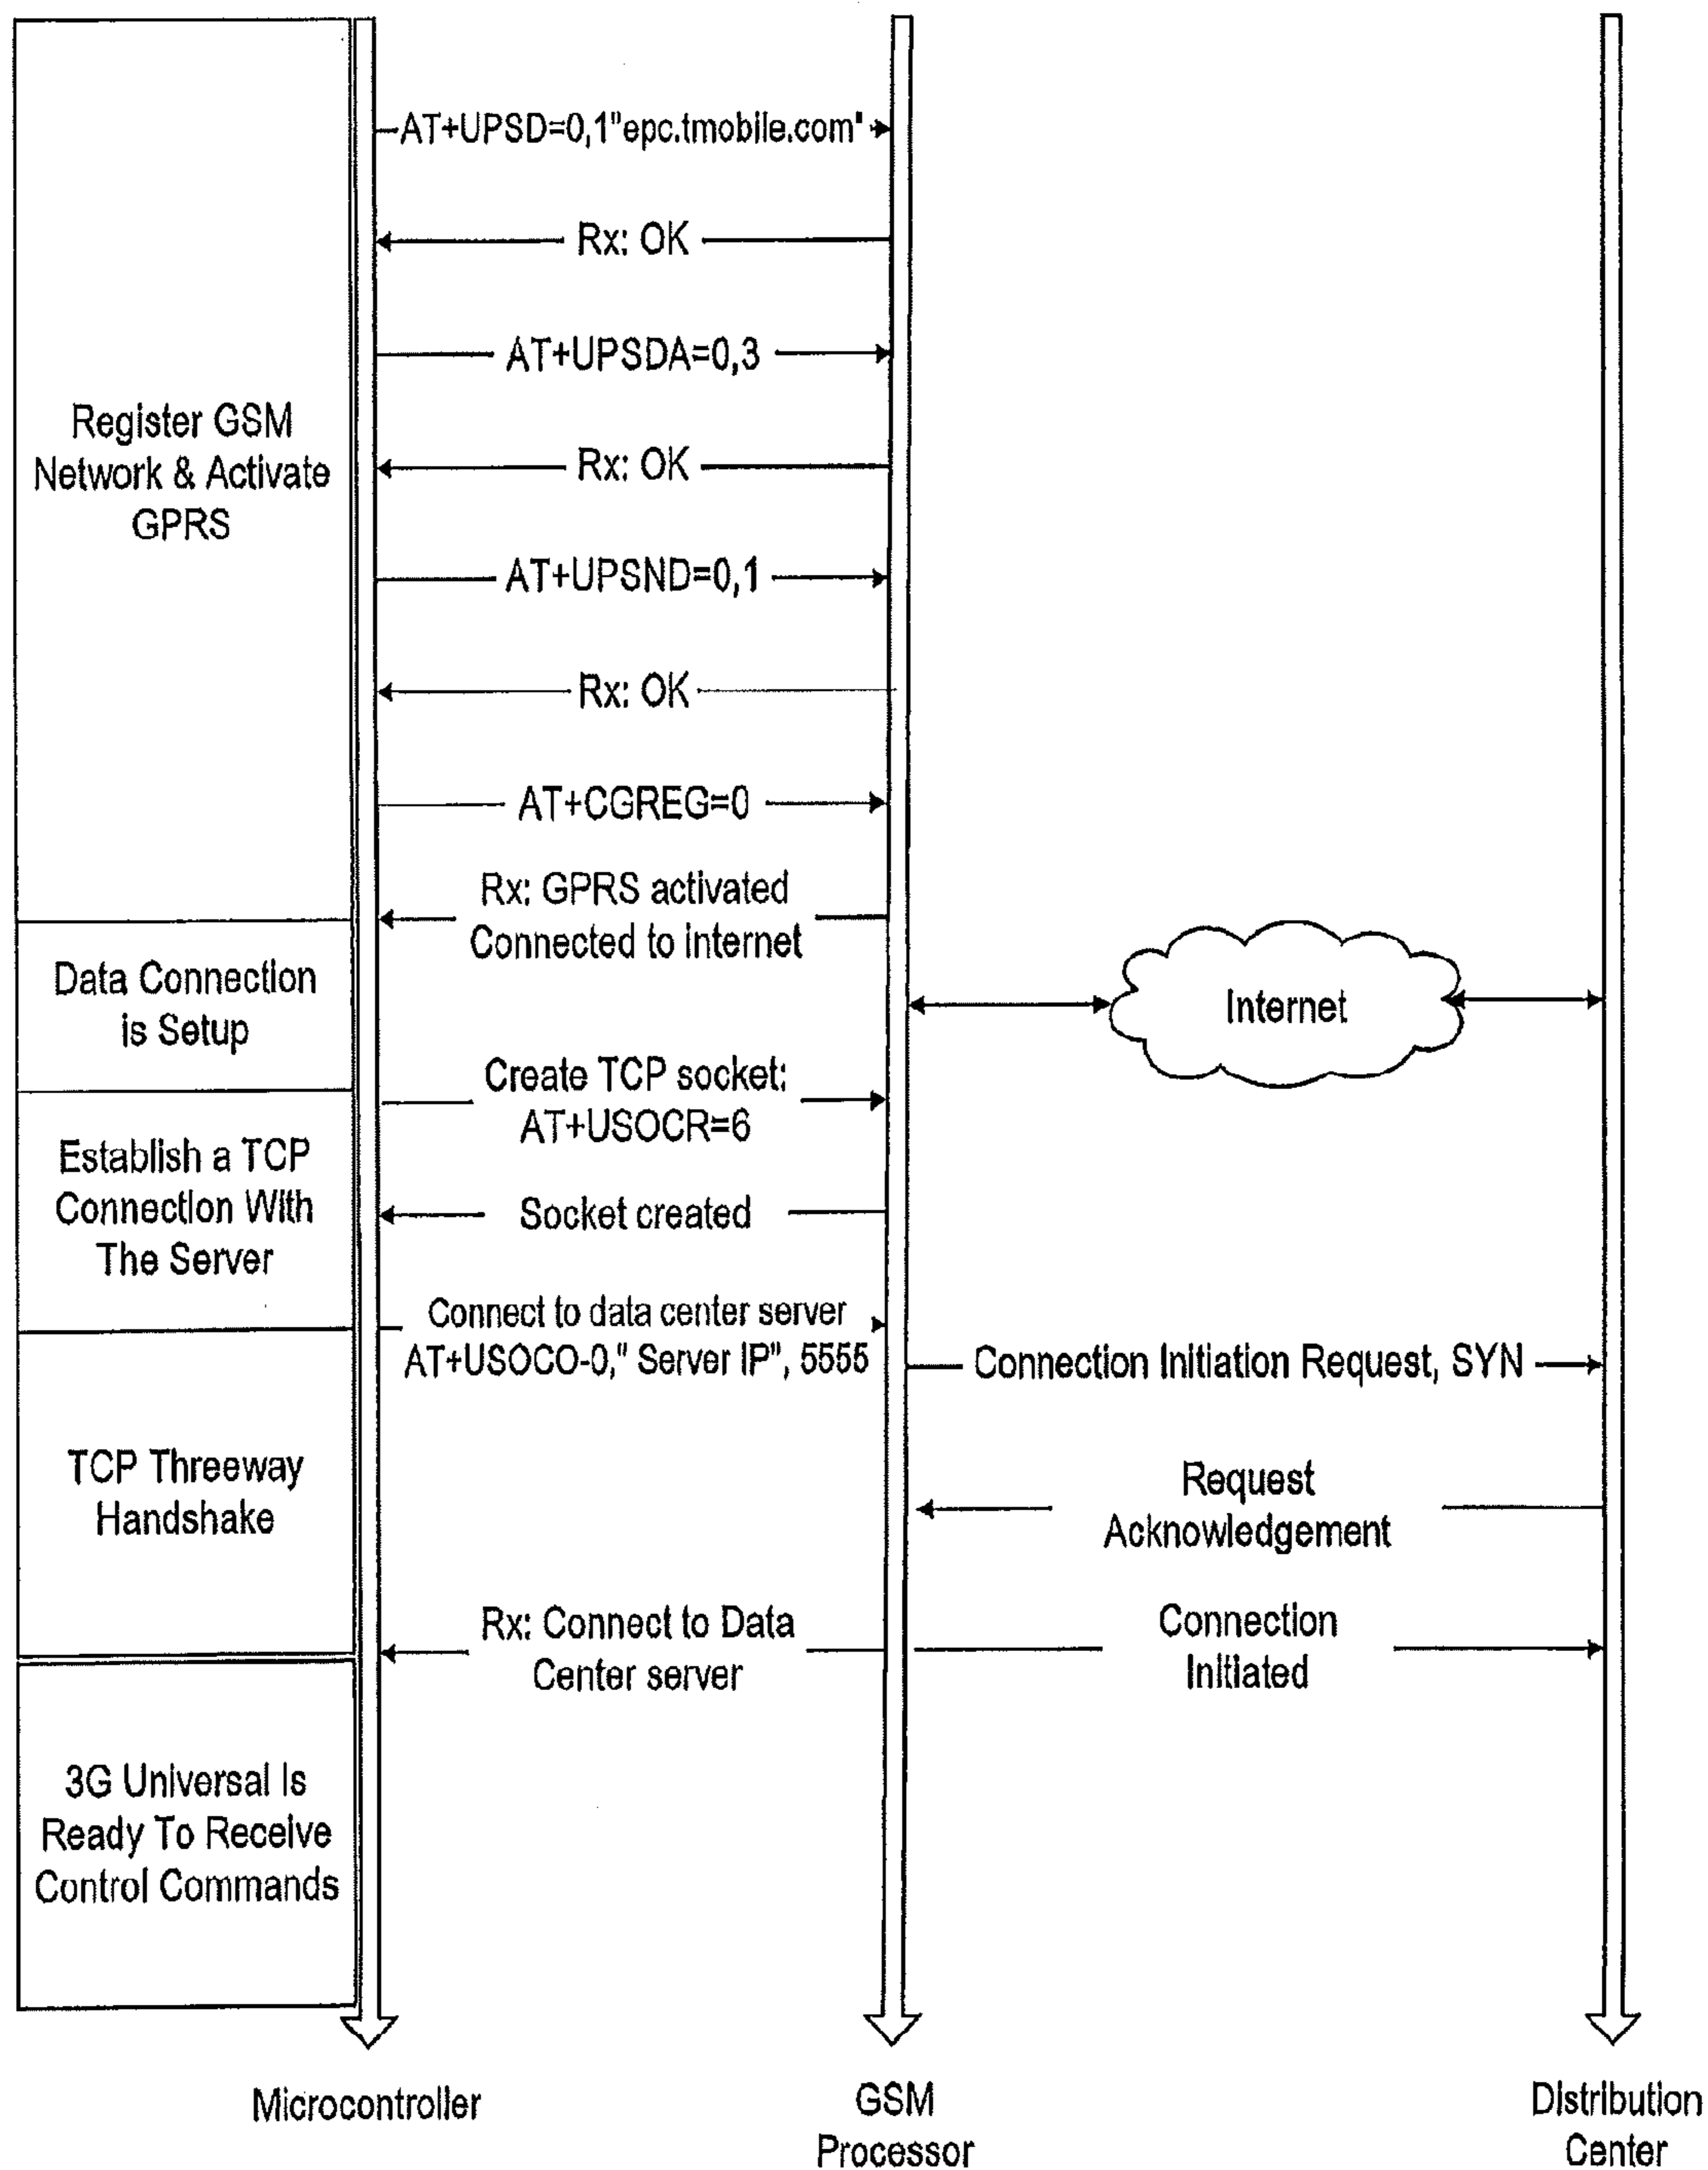 AT+UPSD=0,1"epc.tmobile.com"
Rx: OK
AT+UPSDA=0,3
Register GSM
Network & Activate
GPRS
Rx: OK
AT+UPSND=0,1
Rx: OK
AT+CGREG=0
Rx: GPRS activated
Connected to internet
Data Connection
is Setup
Internet
Create TCP socket:
AT+USOCR=6
Establish a TCP
Connection With
The Server
Socket created
Connect to data center server
AT+USOCO-0," Server IP", 5555
Connection Initiation Request, SYN
TCP Threeway
Handshake
Request
Acknowledgement
Rx: Connect to Data
Center server
Connection
Initiated
3G Universal Is
Ready To Receive
Control Commands
Microcontroller
GSM
Processor
Distribution
Center